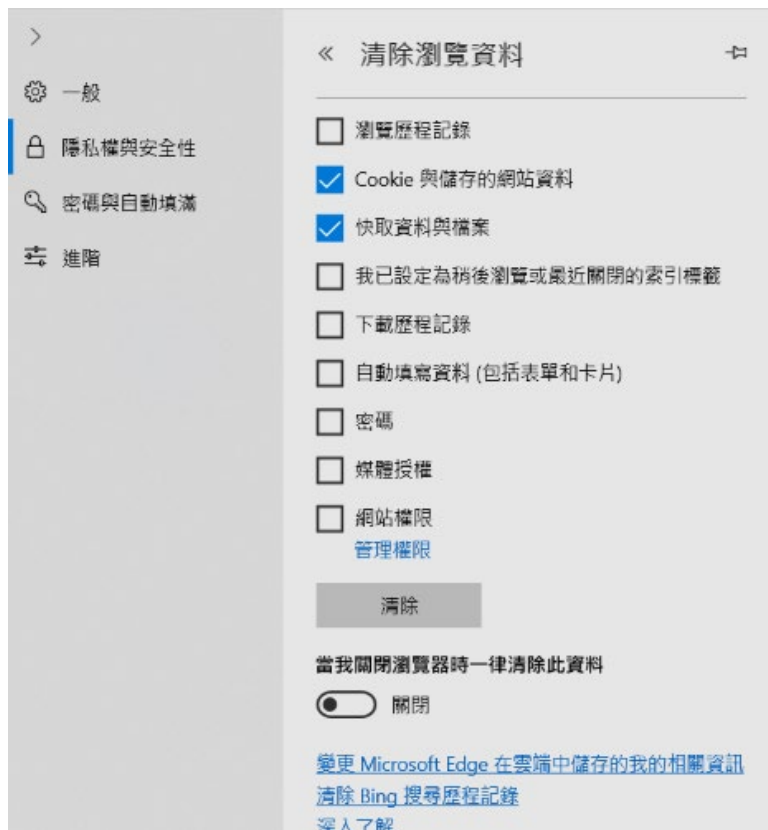 一般
隱私權與安全性
密碼與自動填滿
進階
清除瀏覽資料
瀏覽歷程記錄
Cookie 與儲存的網站資料
快取資料與檔案
我已設定為稍後瀏覽或最近關閉的索引標籤
下載歷程記錄
自動填寫資料 (包括表單和卡片)
密碼
媒體授權
網站權限
管理權限
清除
當我關閉瀏覽器時一律清除此資料
關閉
變更 Microsoft Edge 在雲端中儲存的我的相關資訊
清除 Bing 搜尋歷程記錄
深入了解